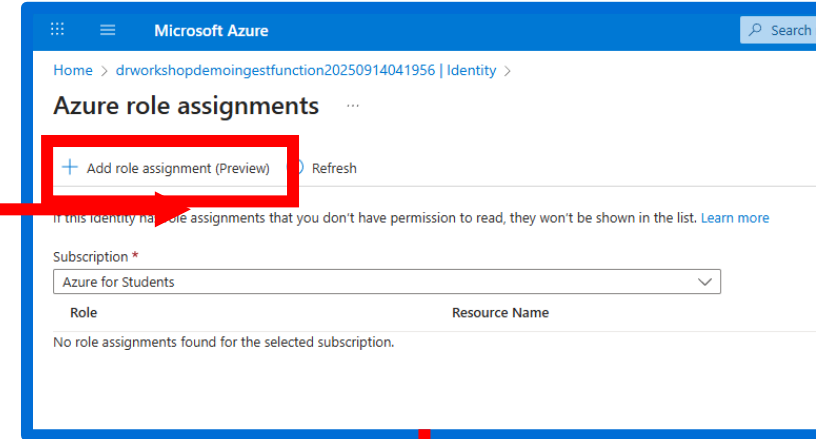 Microsoft Azure
Search
Home > drworkshopdemoingestfunction20250914041956 | Identity >
Azure role assignments ...
+ Add role assignment (Preview) Refresh
If this identity has role assignments that you don't have permission to read, they won't be shown in the list. Learn more
Subscription *
Azure for Students
Role Resource Name
No role assignments found for the selected subscription.